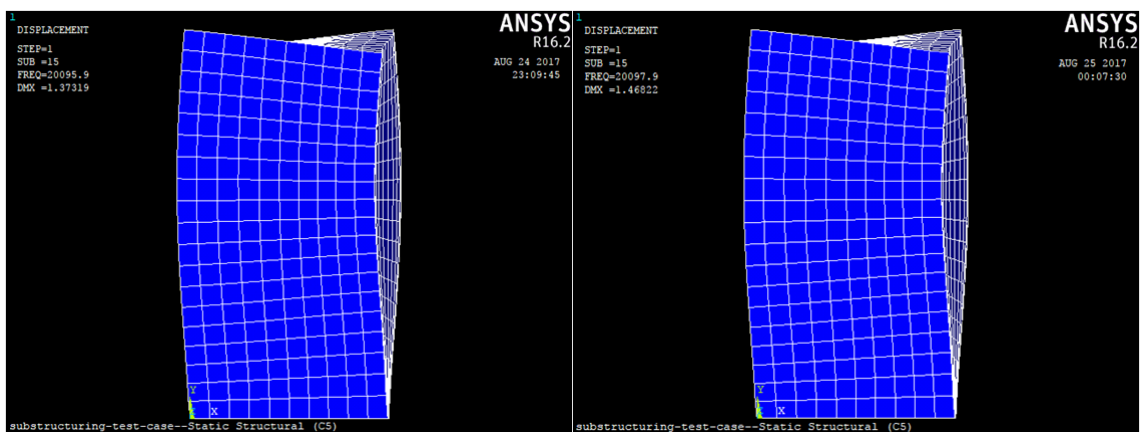 1
DISPLACEMENT
STEP=1
SUB =15
FREQ=20095.9
DMX =1.37319
ANSYS
R16.2
AUG 24 2017
23:09:45
Y
X
substructuring-test-case--Static Structural (C5)
1
DISPLACEMENT
STEP=1
SUB =15
FREQ=20097.9
DMX =1.46822
ANSYS
R16.2
AUG 25 2017
00:07:30
Y
X
substructuring-test-case--Static Structural (C5)